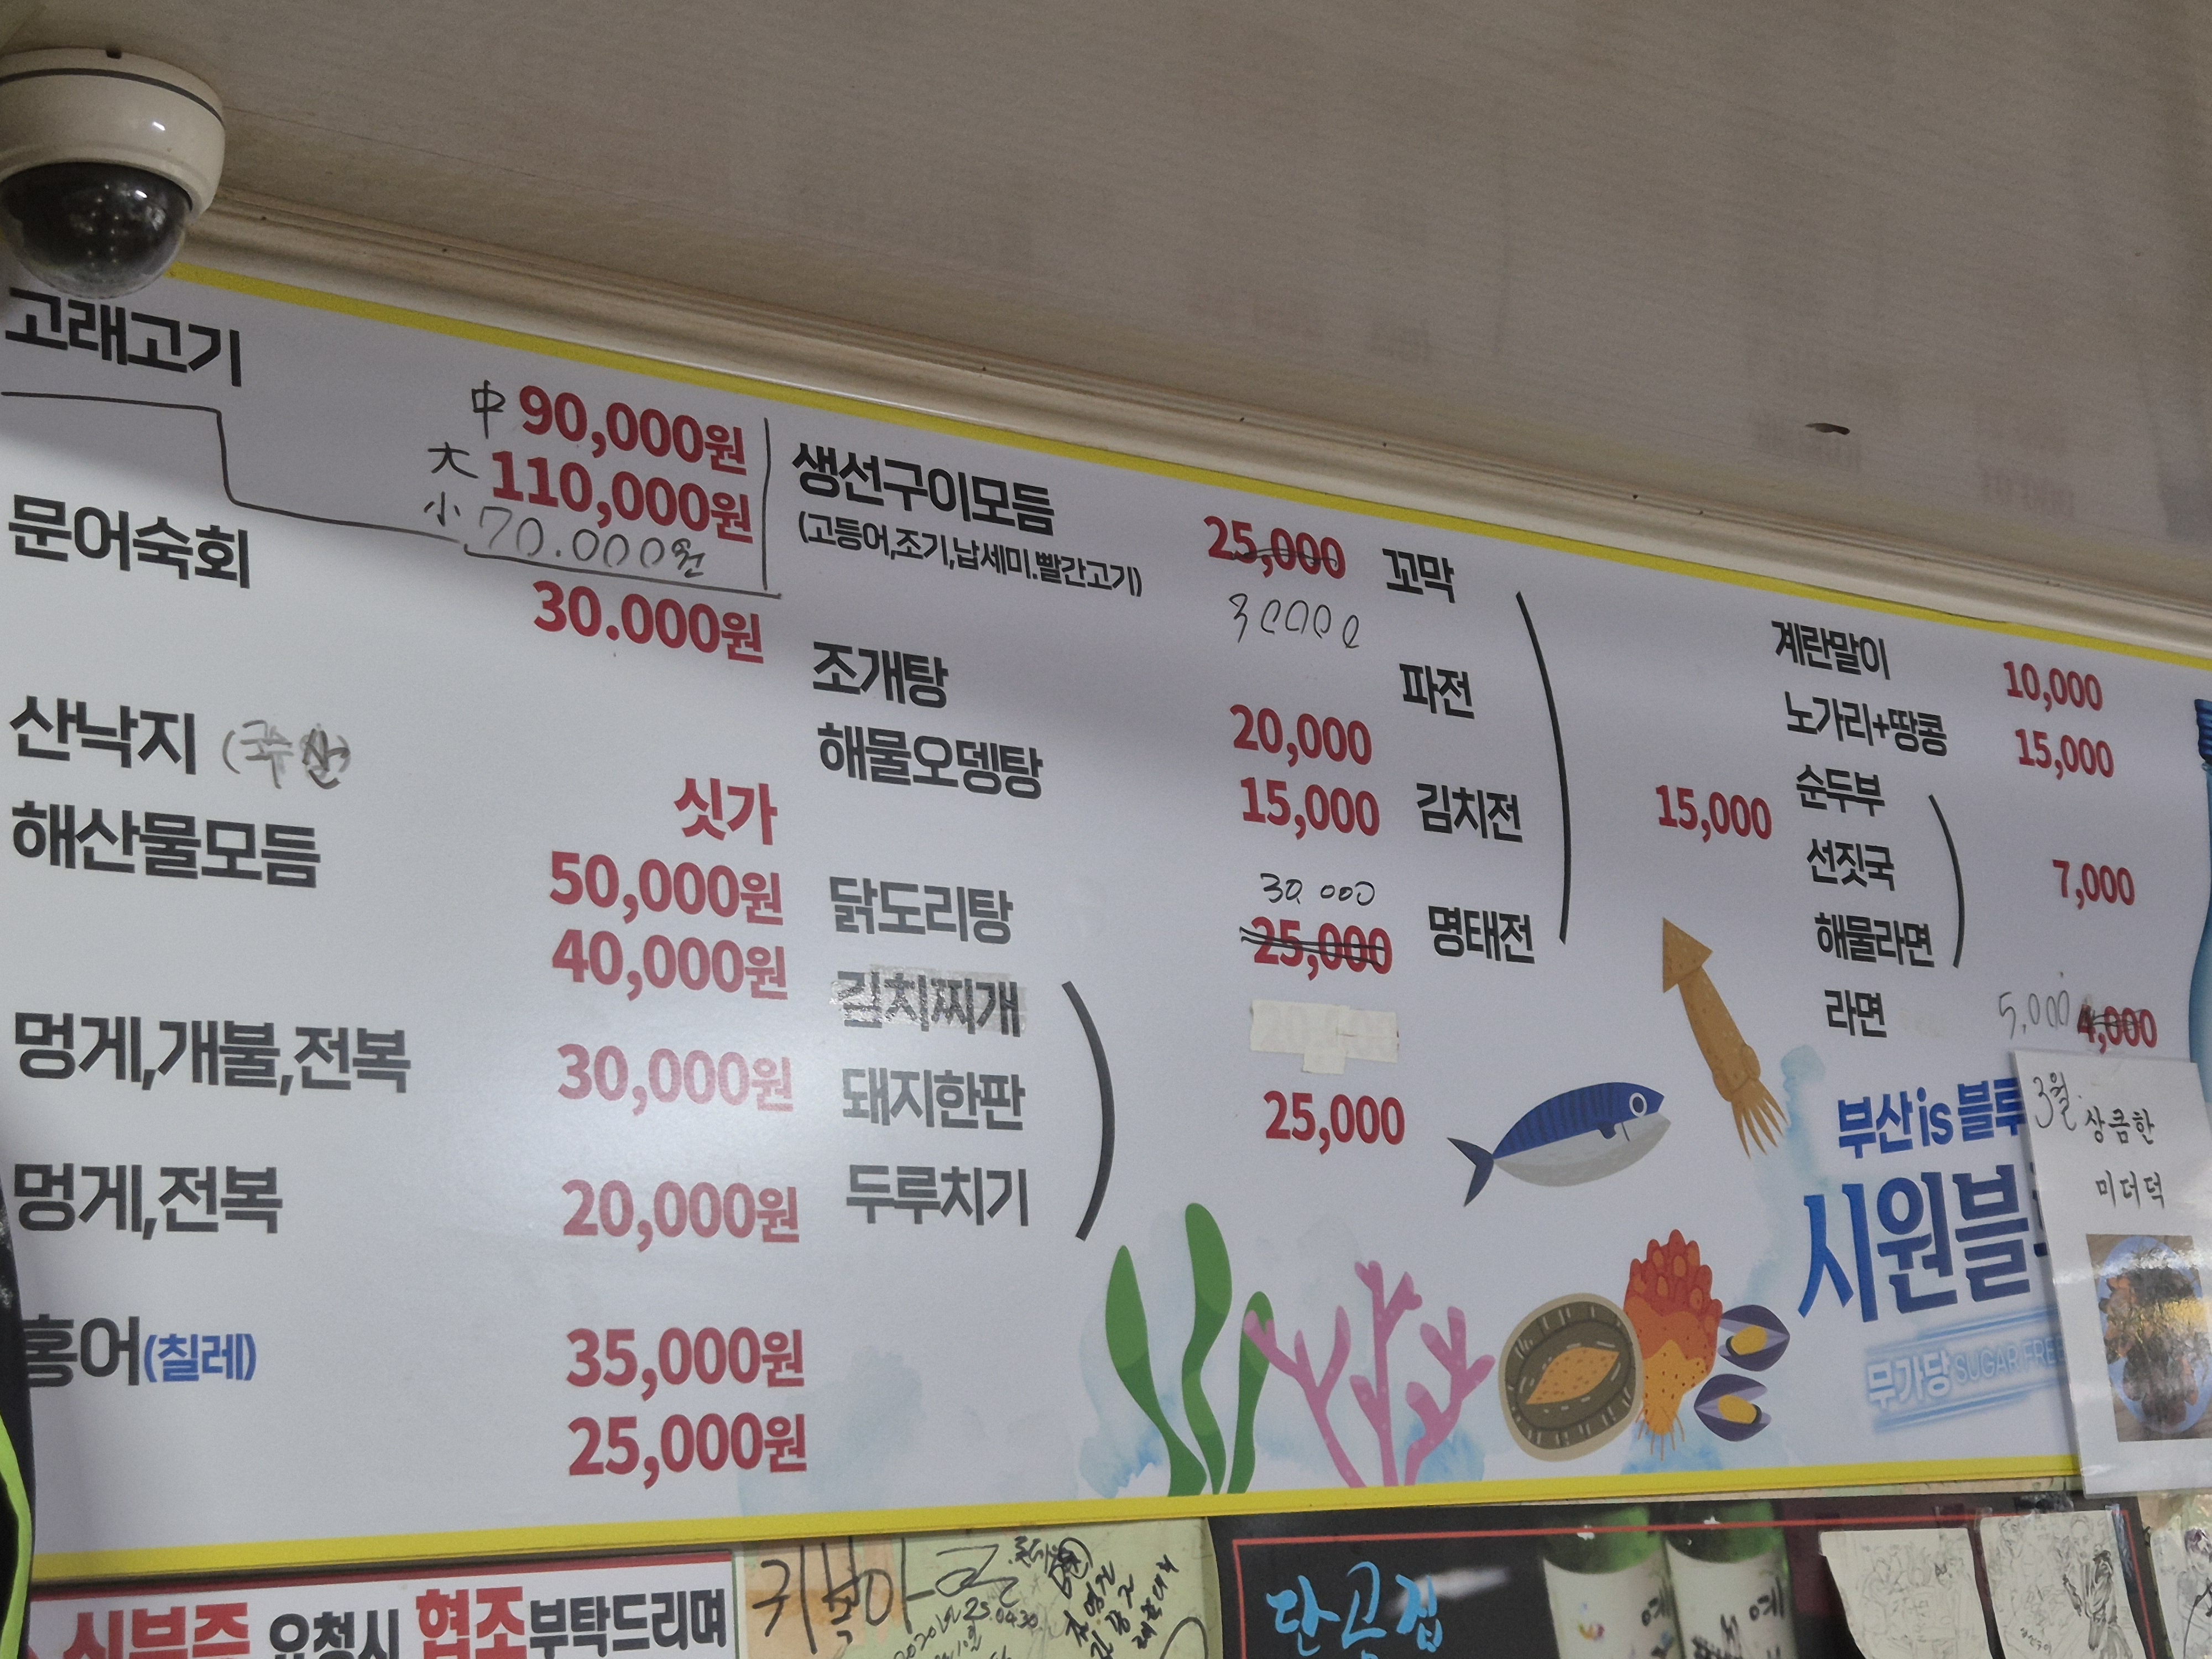 고래고기
中 90,000원
大 110,000원
小 70.000원
문어숙회 30.000원
산낙지 싯가
해산물모듬 50,000원
40,000원
멍게,개불,전복 30,000원
멍게,전복 20,000원
홍어(칠레) 35,000원
25,000원
생선구이모듬 25,000
(고등어,조기,납세미.빨간고기) 30000
조개탕 20,000
해물오뎅탕 15,000
30.000
닭도리탕 25,000
김치찌개
돼지한판 25,000
두루치기
꼬막
파전
김치전 15,000
명태전
계란말이 10,000
노가리+땅콩 15,000
순두부
선짓국 7,000
해물라면
라면 5,000 4,000
부산 is 블루
시원블
무가당 SUGAR FREE
3월.
상큼한
미더덕
신분증 요청시 협조부탁드리며
단골집